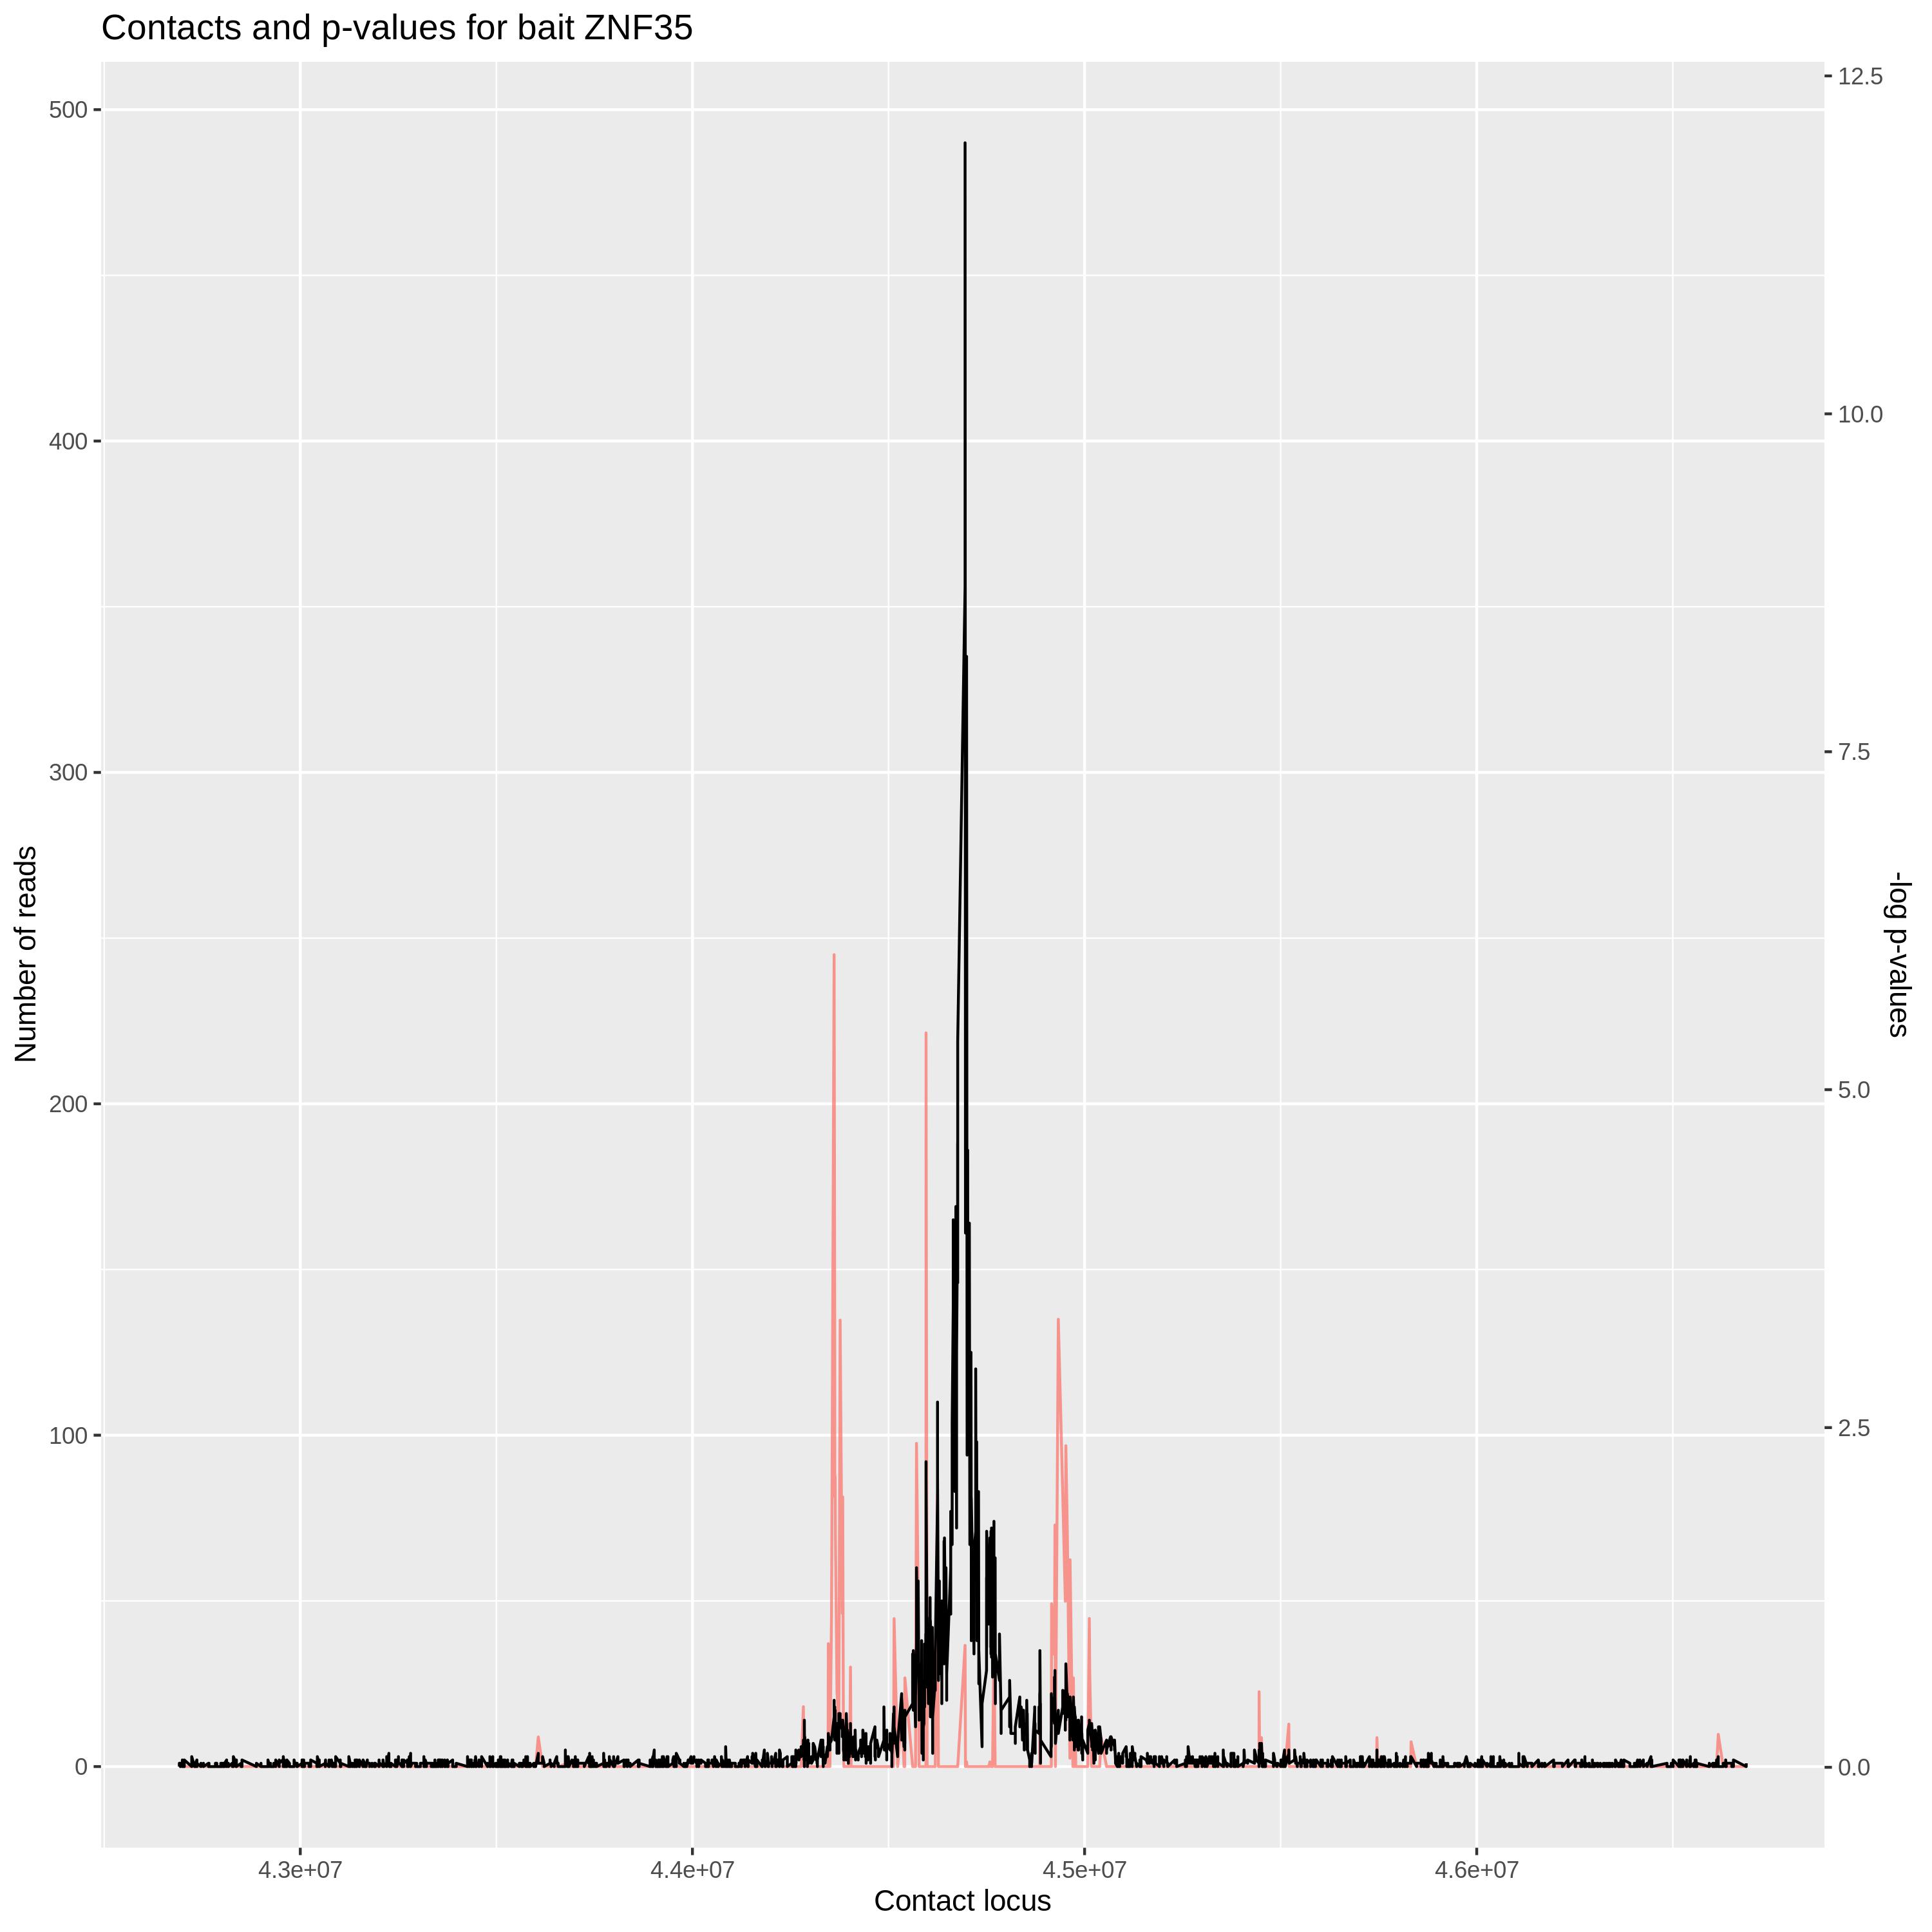 Contacts and p-values for bait ZNF35
500
400
300
200
100
0
Number of reads
12.5
10.0
7.5
5.0
2.5
0.0
-log p-values
4.3e+07 4.4e+07 4.5e+07 4.6e+07
Contact locus